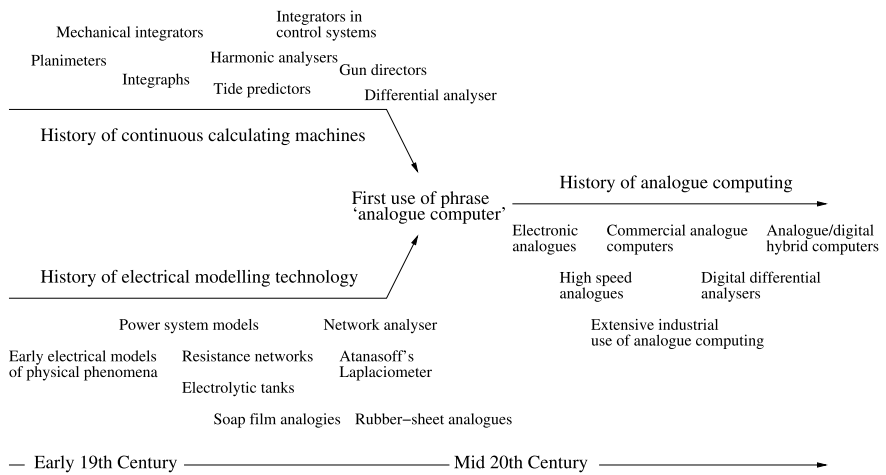 Integrators in
control systems
Mechanical integrators
Planimeters
Harmonic analysers
Gun directors
Integraphs
Tide predictors
Differential analyser
History of continuous calculating machines
First use of phrase
‘analogue computer’
History of analogue computing
Electronic
analogues
Commercial analogue
computers
Analogue/digital
hybrid computers
High speed
analogues
Digital differential
analysers
Extensive industrial
use of analogue computing
History of electrical modelling technology
Power system models
Network analyser
Early electrical models
of physical phenomena
Resistance networks
Atanasoff’s
Laplaciometer
Electrolytic tanks
Soap film analogies
Rubber−sheet analogues
Early 19th Century
Mid 20th Century